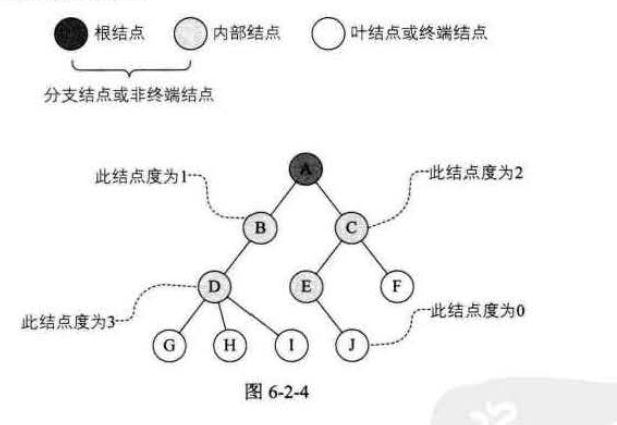 根结点 内部结点 叶结点或终端结点
分支结点或非终端结点
A
此结点度为1 此结点度为2
B C
D E F
此结点度为3 此结点度为0
G H I J
图 6-2-4